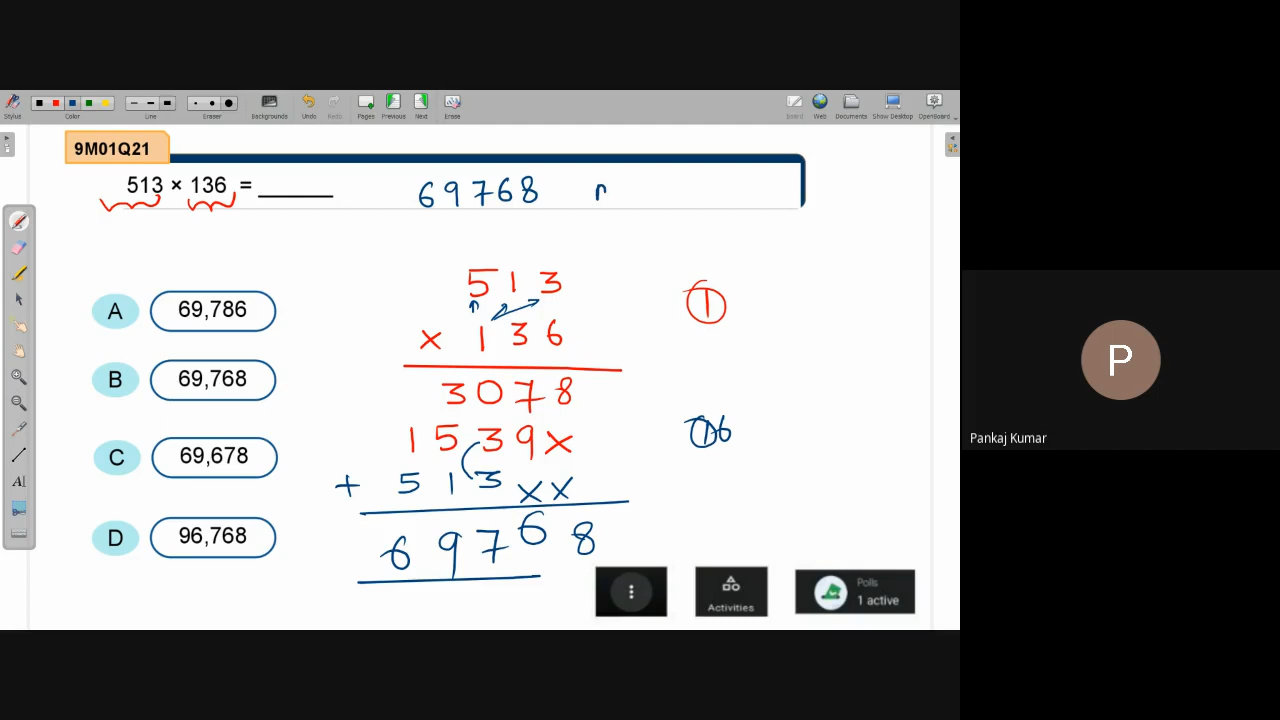 Stylus Color Line Eraser Backgrounds Undo Redo Pages Previous Next Erase Board Web Documents Show Desktop OpenBoard
9M01Q21
513 × 136 = ______ 69768
A 69,786
B 69,768
C 69,678
D 96,768
513
× 136
3078
1539×
+ 513××
69768
1
6
Activities
Polls
1 active
P
Pankaj Kumar